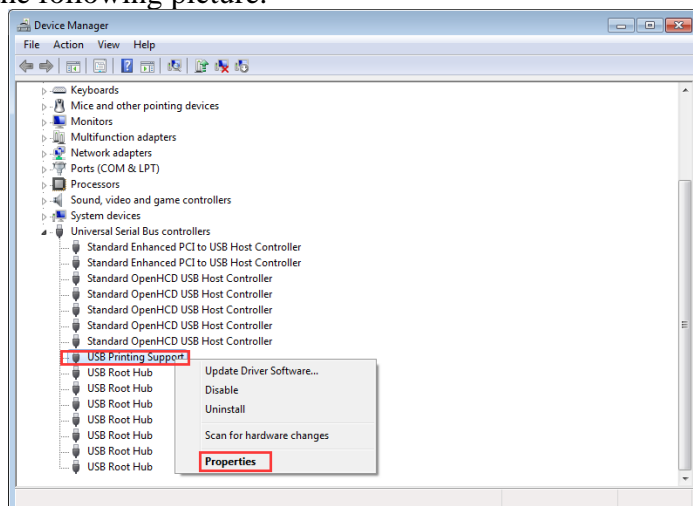 he following picture.
Device Manager
File Action View Help
Keyboards
Mice and other pointing devices
Monitors
Multifunction adapters
Network adapters
Ports (COM & LPT)
Processors
Sound, video and game controllers
System devices
Universal Serial Bus controllers
Standard Enhanced PCI to USB Host Controller
Standard Enhanced PCI to USB Host Controller
Standard OpenHCD USB Host Controller
Standard OpenHCD USB Host Controller
Standard OpenHCD USB Host Controller
Standard OpenHCD USB Host Controller
Standard OpenHCD USB Host Controller
USB Printing Support
USB Root Hub
USB Root Hub
USB Root Hub
USB Root Hub
USB Root Hub
USB Root Hub
USB Root Hub
Update Driver Software...
Disable
Uninstall
Scan for hardware changes
Properties